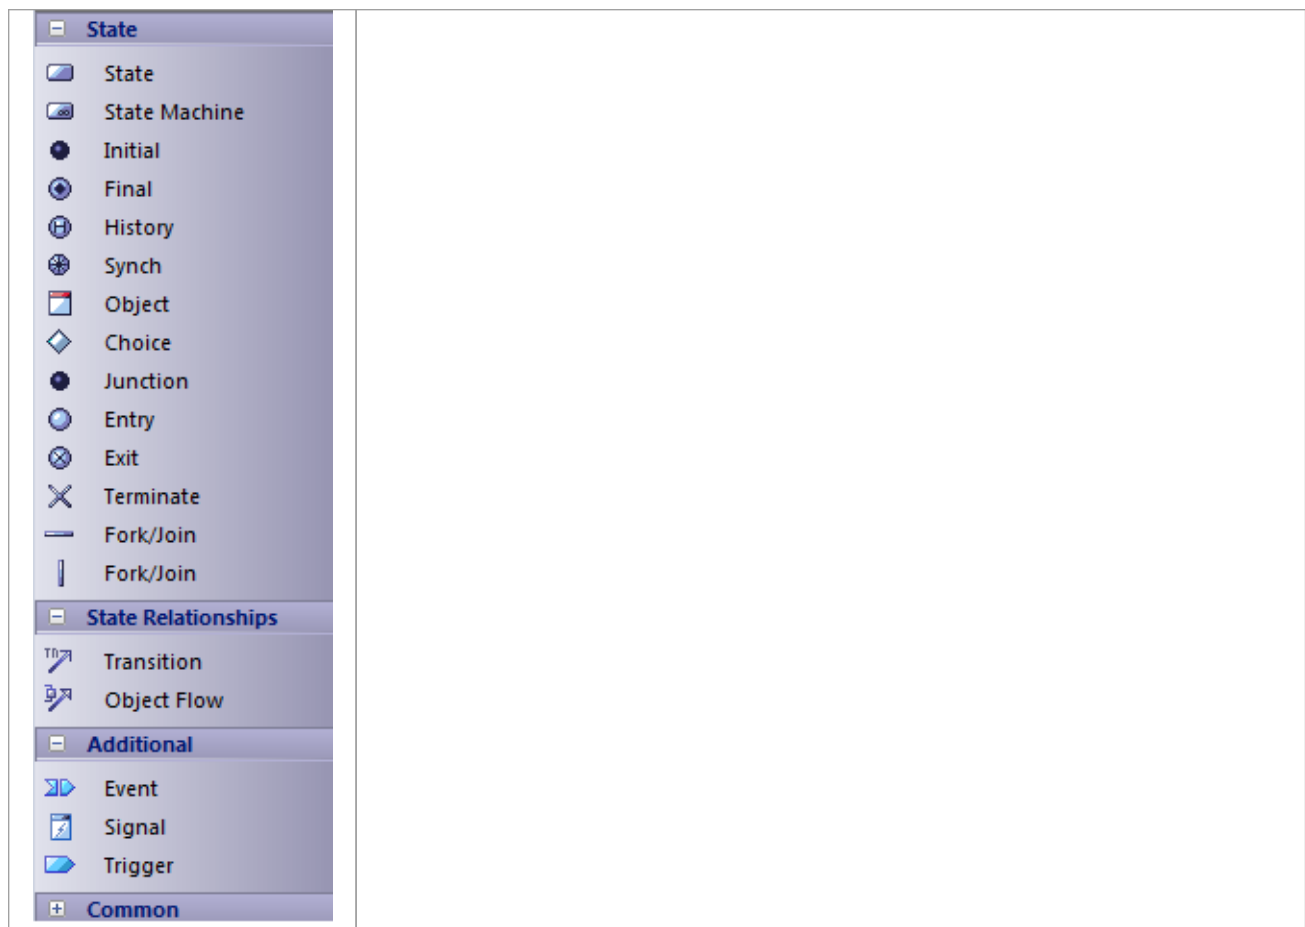 State
State
State Machine
Initial
Final
History
Synch
Object
Choice
Junction
Entry
Exit
Terminate
Fork/Join
Fork/Join
State Relationships
Transition
Object Flow
Additional
Event
Signal
Trigger
Common